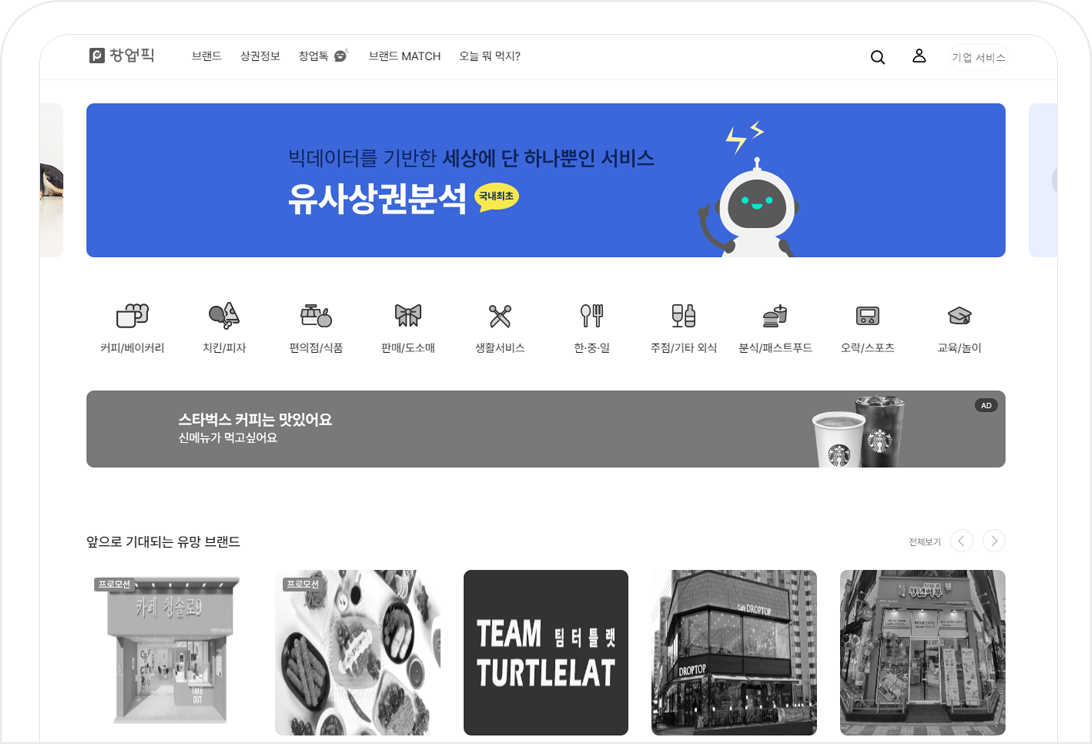 창업픽
브랜드 상권정보 창업톡 브랜드 MATCH 오늘 뭐 먹지?
기업 서비스
빅데이터를 기반한 세상에 단 하나뿐인 서비스
유사상권분석 국내최초
커피/베이커리 치킨/피자 편의점/식품 판매/도소매 생활서비스 한·중·일 주점/기타 외식 분식/패스트푸드 오락/스포츠 교육/놀이
AD
스타벅스 커피는 맛있어요
신메뉴가 먹고싶어요
앞으로 기대되는 유망 브랜드
전체보기
프로모션
카페 청솔로9
TAKE
OUT
프로모션
TEAM 팀터틀랫
TURTLELAT
Cafe DROPTOP
DROPTOP